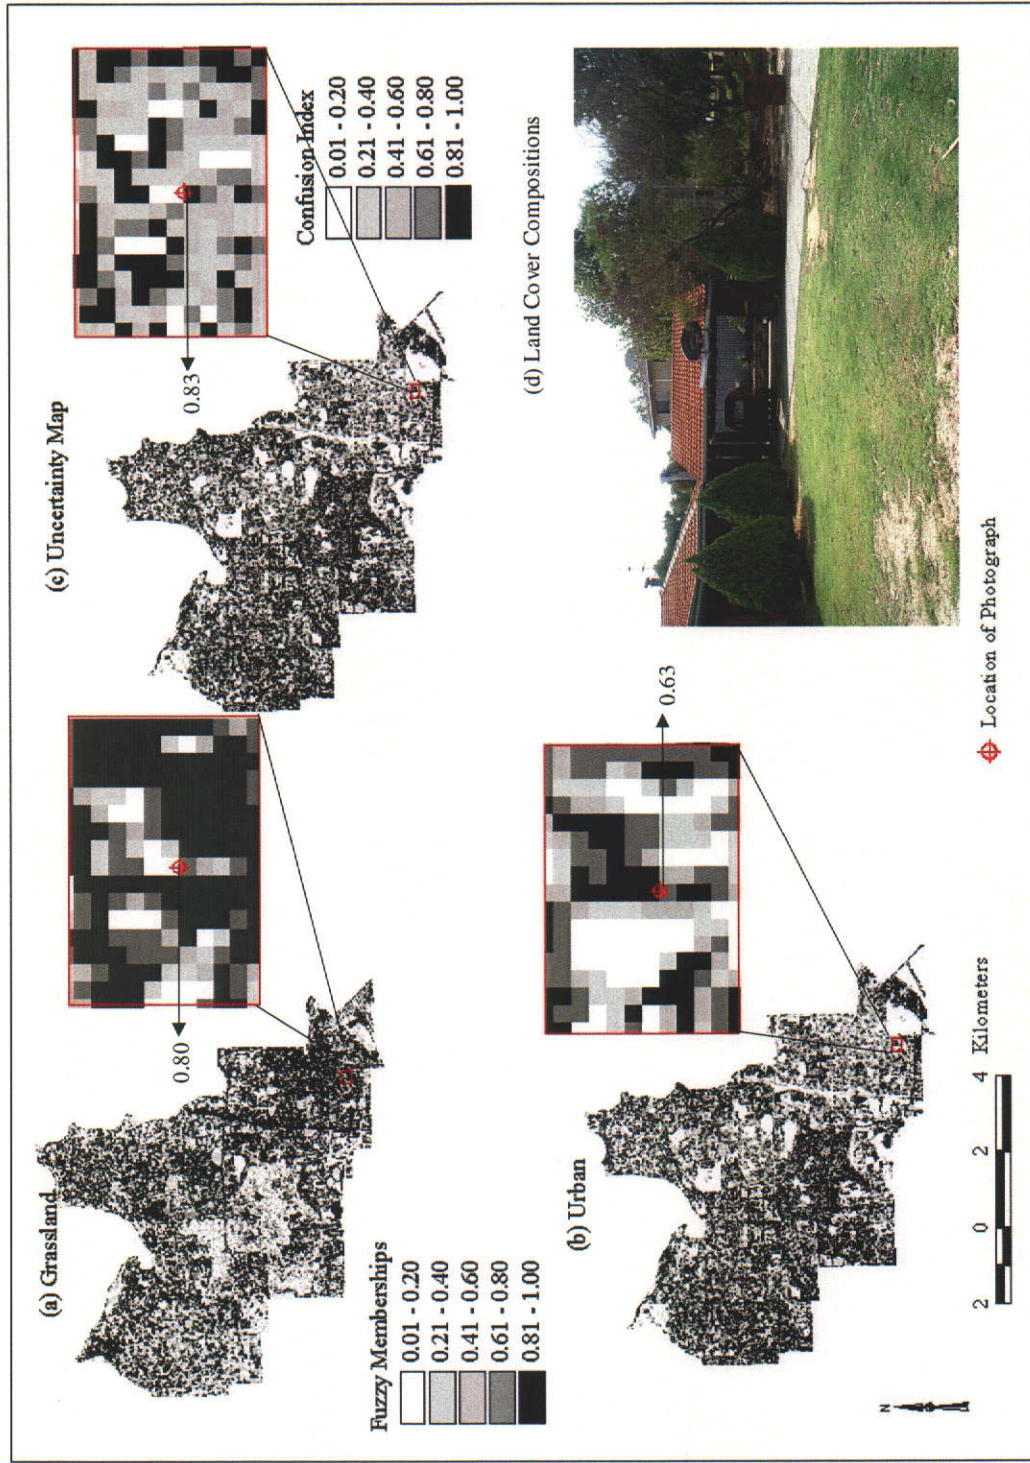 (a) Grassland
0.80
Fuzzy Memberships
0.01 - 0.20
0.21 - 0.40
0.41 - 0.60
0.61 - 0.80
0.81 - 1.00
(c) Uncertainty Map
0.83
Confusion Index
0.01 - 0.20
0.21 - 0.40
0.41 - 0.60
0.61 - 0.80
0.81 - 1.00
(b) Urban
0.63
(d) Land Cover Compositions
N
2 0 2 4 Kilometers
Location of Photograph